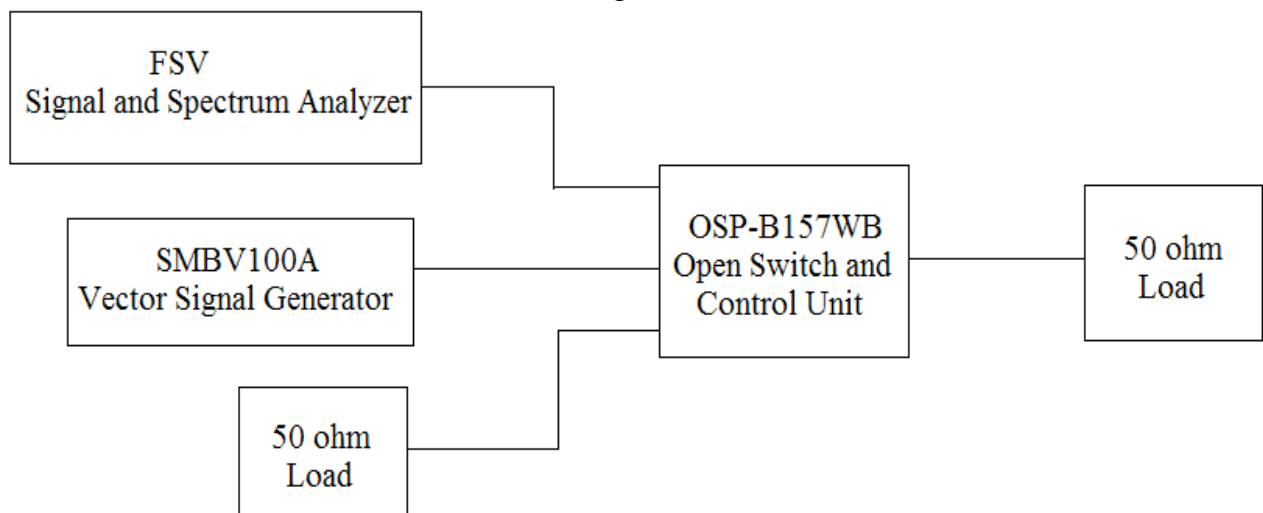 FSV
Signal and Spectrum Analyzer
SMBV100A
Vector Signal Generator
50 ohm
Load
OSP-B157WB
Open Switch and
Control Unit
50 ohm
Load